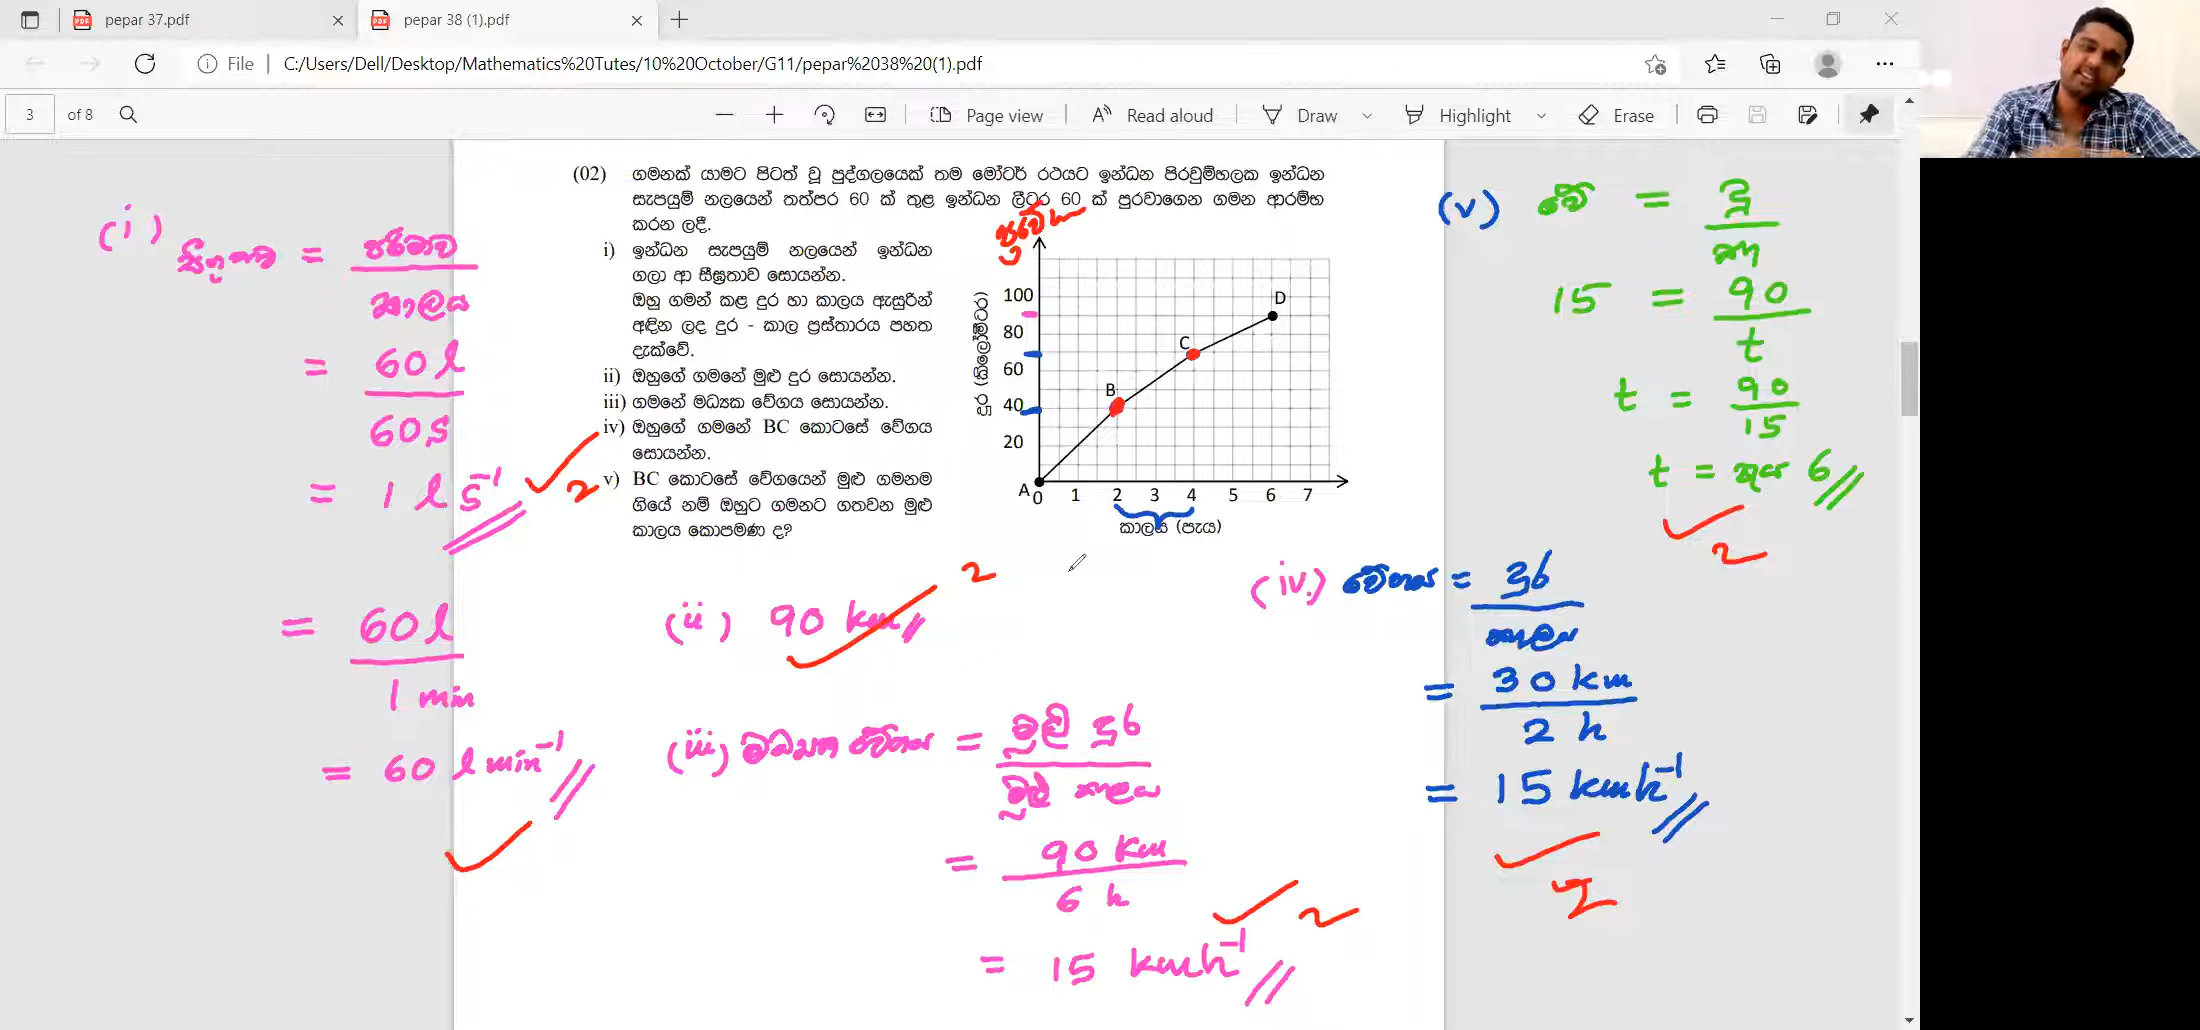 pepar 37.pdf
pepar 38 (1).pdf
File
C:/Users/Dell/Desktop/Mathematics%20Tutes/10%20October/G11/pepar%2038%20(1).pdf
3 of 8
Page view
Read aloud
Draw
Highlight
Erase
(02) ගමනක් යාමට පිටත් වූ පුද්ගලයෙක් තම මෝටර් රථයට ඉන්ධන පිරවුම්හලක ඉන්ධන
සැපයුම් නලයෙන් තත්පර 60 ක් තුළ ඉන්ධන ලීටර 60 ක් පුරවාගෙන ගමන ආරම්භ
කරන ලදී.
i) ඉන්ධන සැපයුම් නලයෙන් ඉන්ධන
ගලා ආ සීඝ්‍රතාව සොයන්න.
ඔහු ගමන් කළ දුර හා කාලය ඇසුරින්
අඳින ලද දුර - කාල ප්‍රස්තාරය පහත
දැක්වේ.
ii) ඔහුගේ ගමනේ මුළු දුර සොයන්න.
iii) ගමනේ මධ්‍යක වේගය සොයන්න.
iv) ඔහුගේ ගමනේ BC කොටසේ වේගය
සොයන්න.
v) BC කොටසේ වේගයෙන් මුළු ගමනම
ගියේ නම් ඔහුට ගමනට ගතවන මුළු
කාලය කොපමණ ද?
දුර (කිලෝමීටර)
100
80
60
40
20
A
B
C
D
0 1 2 3 4 5 6 7
කාලය (පැය)
(i) සීඝ්‍රතාව = පරිමාව
කාලය
= 60 l
60 s
= 1 l s⁻¹
2
= 60 l
1 min
= 60 l min⁻¹
(ii) 90 km
2
(iii) මධ්‍යක වේගය = මුළු දුර
මුළු කාලය
= 90 km
6 h
= 15 kmh⁻¹
2
(iv.) වේගය = දුර
කාලය
= 30 km
2 h
= 15 kmh⁻¹
2
(v) වේ = දු
කා
15 = 90
t
t = 90
15
t = පැය 6
2